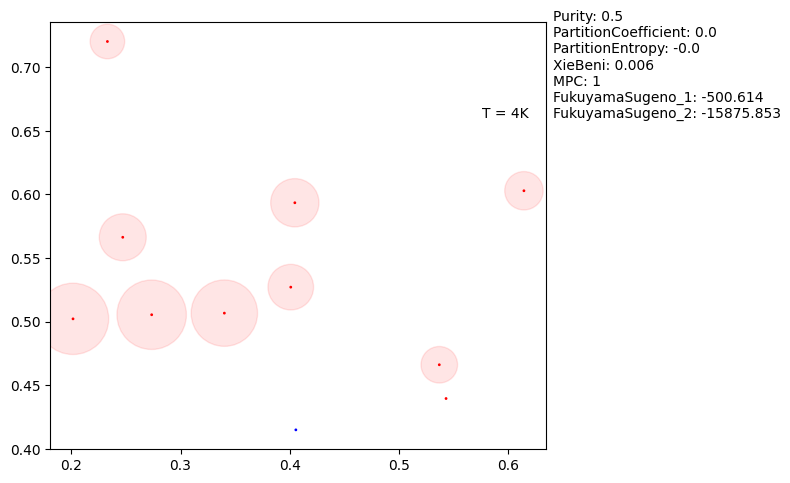 Purity: 0.5
PartitionCoefficient: 0.0
PartitionEntropy: -0.0
XieBeni: 0.006
MPC: 1
FukuyamaSugeno_1: -500.614
FukuyamaSugeno_2: -15875.853
T = 4K
0.70
0.65
0.60
0.55
0.50
0.45
0.40
0.2 0.3 0.4 0.5 0.6